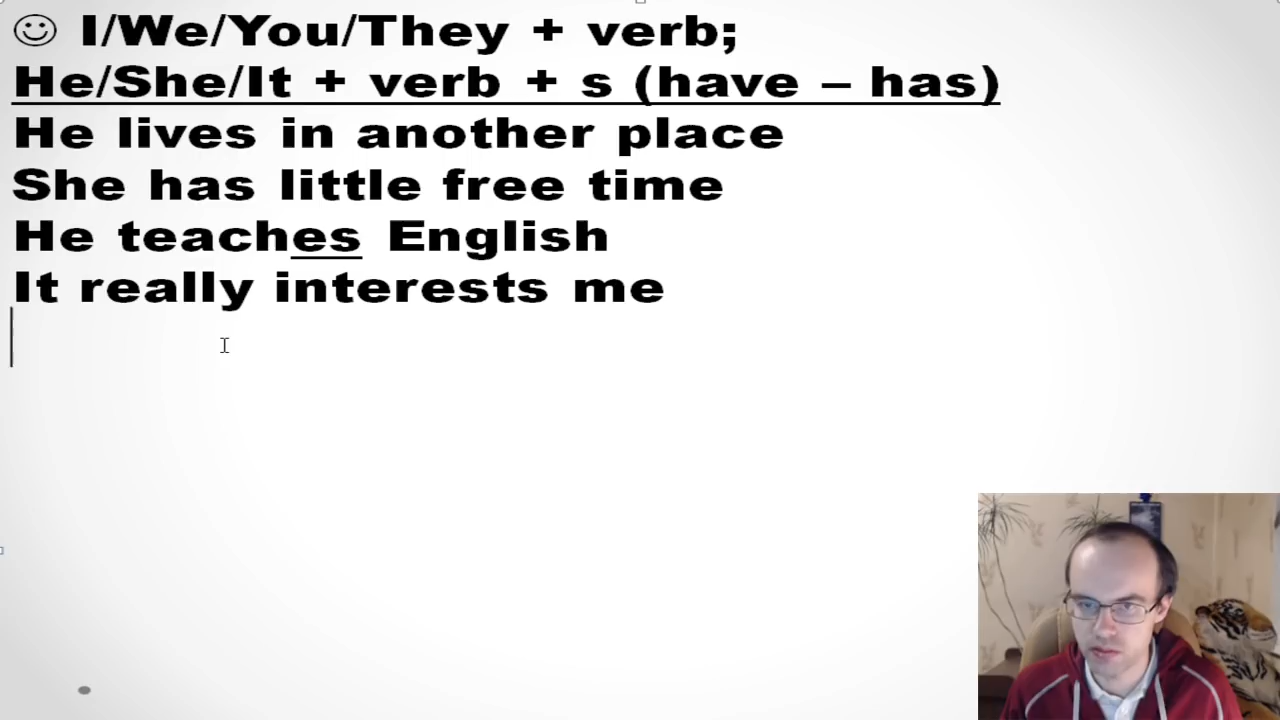 ☺ I/We/You/They + verb;
He/She/It + verb + s (have – has)
He lives in another place
She has little free time
He teaches English
It really interests me